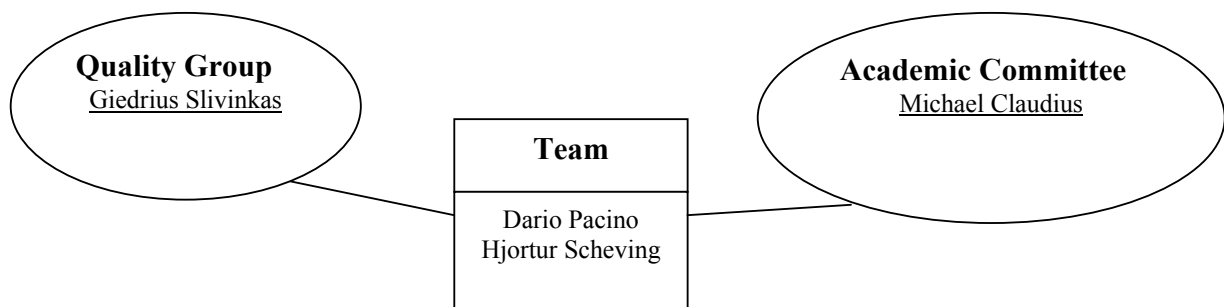 Quality Group
Giedrius Slivinkas
Academic Committee
Michael Claudius
Team
Dario Pacino
Hjortur Scheving